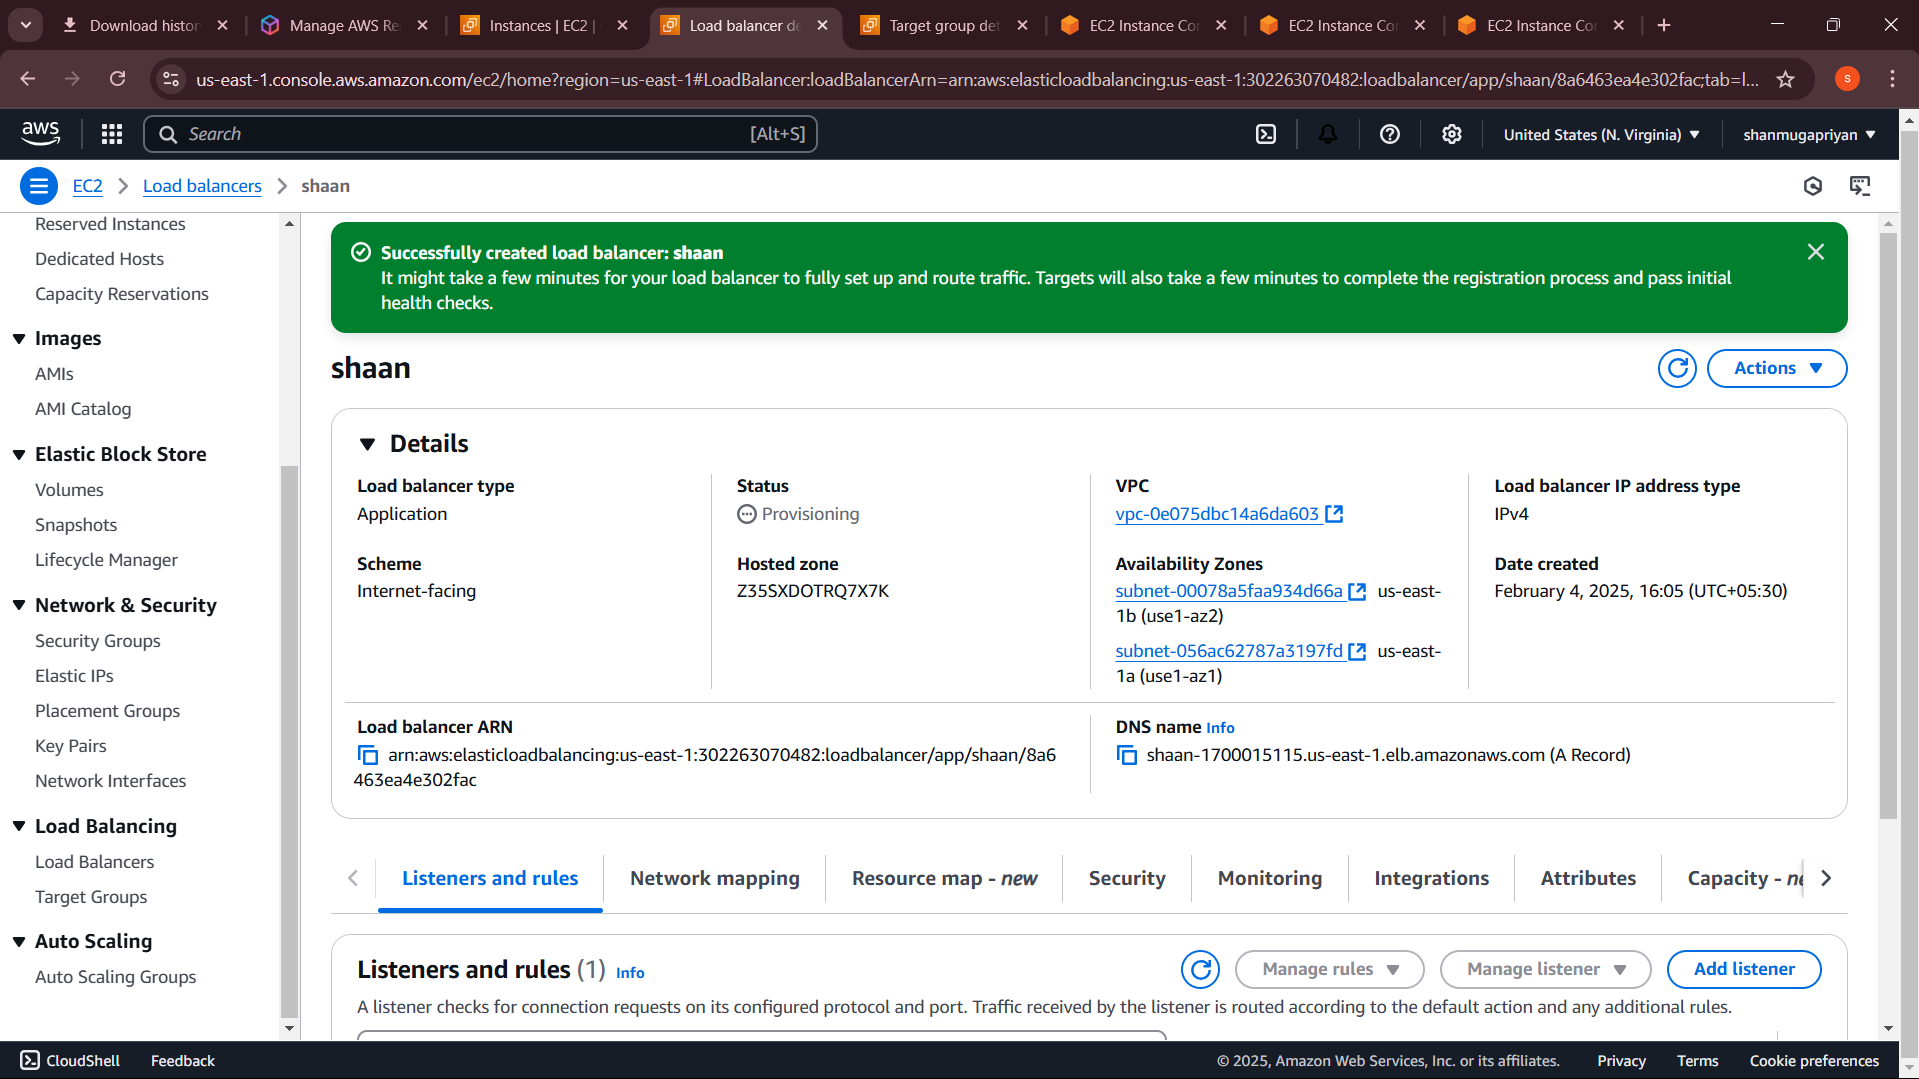 Download histor
Manage AWS Re
Instances | EC2 |
Load balancer de
Target group det
EC2 Instance Co
EC2 Instance Co
EC2 Instance Co
us-east-1.console.aws.amazon.com/ec2/home?region=us-east-1#LoadBalancer:loadBalancerArn=arn:aws:elasticloadbalancing:us-east-1:302263070482:loadbalancer/app/shaan/8a6463ea4e302fac;tab=l...
S
aws
Search
[Alt+S]
United States (N. Virginia)
shanmugapriyan
EC2
Load balancers
shaan
Reserved Instances
Dedicated Hosts
Capacity Reservations
Images
AMIs
AMI Catalog
Elastic Block Store
Volumes
Snapshots
Lifecycle Manager
Network & Security
Security Groups
Elastic IPs
Placement Groups
Key Pairs
Network Interfaces
Load Balancing
Load Balancers
Target Groups
Auto Scaling
Auto Scaling Groups
Successfully created load balancer: shaan
It might take a few minutes for your load balancer to fully set up and route traffic. Targets will also take a few minutes to complete the registration process and pass initial
health checks.
shaan
Actions
Details
Load balancer type
Application
Status
Provisioning
VPC
vpc-0e075dbc14a6da603
Load balancer IP address type
IPv4
Scheme
Internet-facing
Hosted zone
Z35SXDOTRQ7X7K
Availability Zones
subnet-00078a5faa934d66a us-east-
1b (use1-az2)
subnet-056ac62787a3197fd us-east-
1a (use1-az1)
Date created
February 4, 2025, 16:05 (UTC+05:30)
Load balancer ARN
arn:aws:elasticloadbalancing:us-east-1:302263070482:loadbalancer/app/shaan/8a6
463ea4e302fac
DNS name Info
shaan-1700015115.us-east-1.elb.amazonaws.com (A Record)
Listeners and rules
Network mapping
Resource map - new
Security
Monitoring
Integrations
Attributes
Capacity - ne
Listeners and rules (1) Info
Manage rules
Manage listener
Add listener
A listener checks for connection requests on its configured protocol and port. Traffic received by the listener is routed according to the default action and any additional rules.
CloudShell
Feedback
© 2025, Amazon Web Services, Inc. or its affiliates.
Privacy
Terms
Cookie preferences